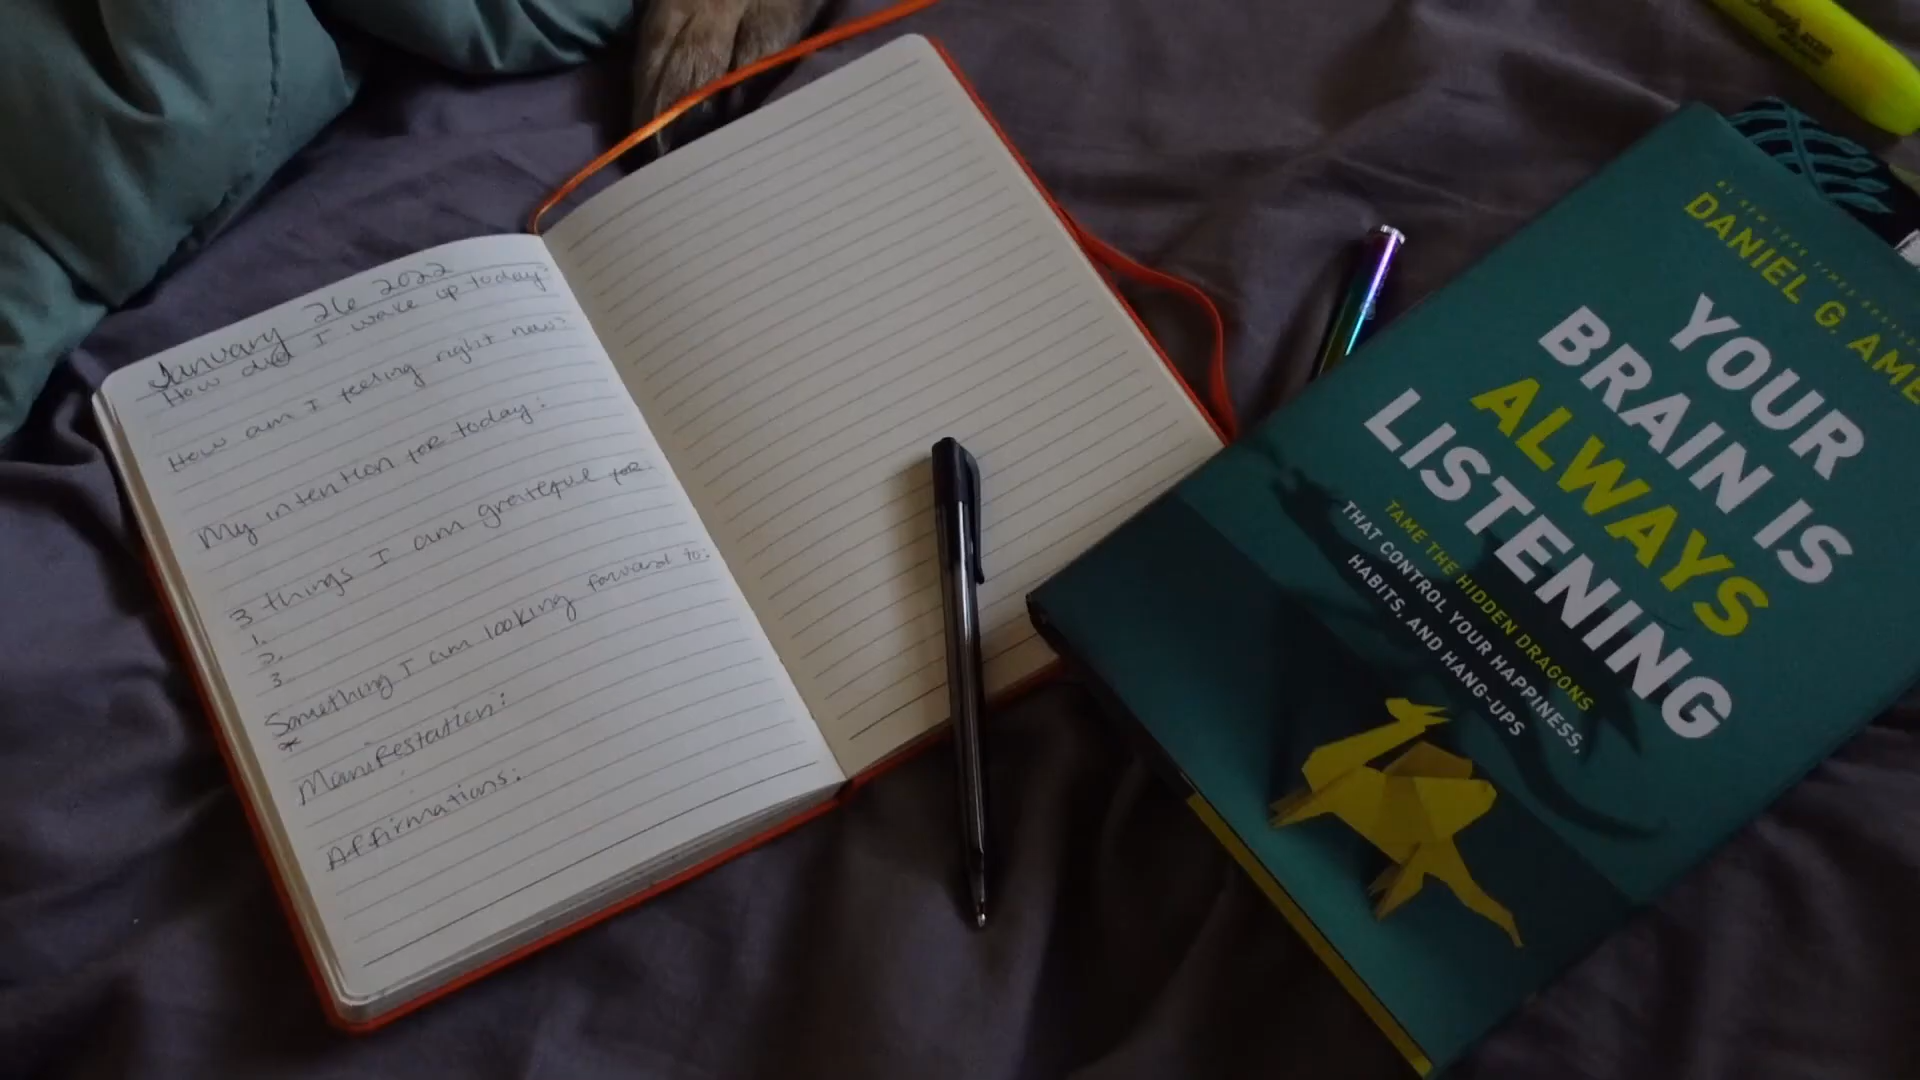 January 26 2022
How did I wake up today?
How am I feeling right now?
My intention for today:
3 things I am grateful for:
1.
2.
3.
Something I am looking forward to:
*
Manifestation:
Affirmations:
DANIEL G. AME
YOUR
BRAIN IS
ALWAYS
LISTENING
TAME THE HIDDEN DRAGONS
THAT CONTROL YOUR HAPPINESS,
HABITS, AND HANG-UPS